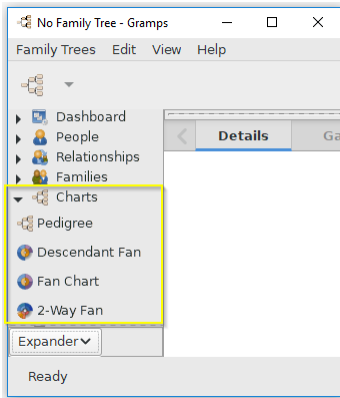 No Family Tree - Gramps
Family Trees Edit View Help
Dashboard
People
Details
Relationships
Families
Charts
Pedigree
Descendant Fan
Fan Chart
2-Way Fan
Expander
Ready